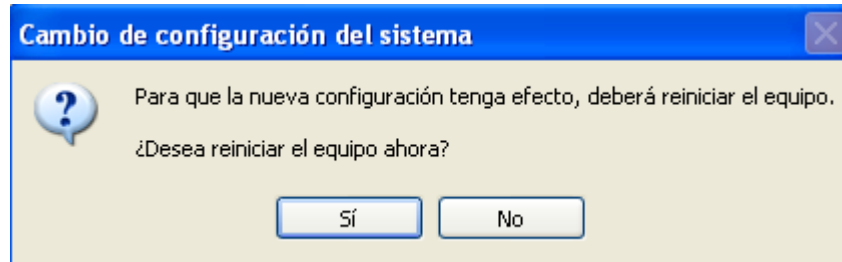 Cambio de configuración del sistema
Para que la nueva configuración tenga efecto, deberá reiniciar el equipo.
¿Desea reiniciar el equipo ahora?
Sí
No